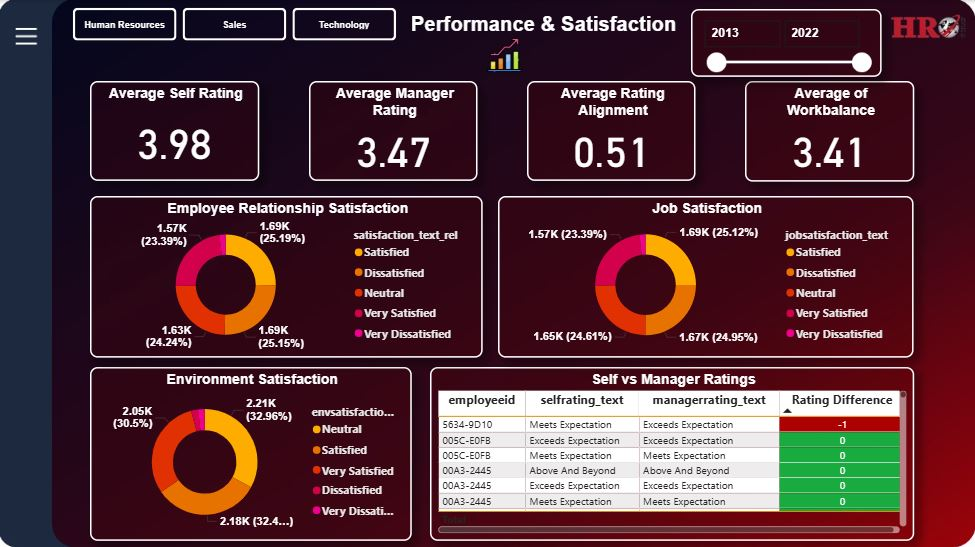 Human Resources
Sales
Technology
Performance & Satisfaction
2013
2022
HR
Average Self Rating
3.98
Average Manager
Rating
3.47
Average Rating
Alignment
0.51
Average of
Workbalance
3.41
Employee Relationship Satisfaction
1.57K
(23.39%)
1.69K
(25.19%)
1.63K
(24.24%)
1.69K
(25.15%)
satisfaction_text_rel
Satisfied
Dissatisfied
Neutral
Very Satisfied
Very Dissatisfied
Job Satisfaction
1.57K (23.39%)
1.69K (25.12%)
1.65K (24.61%)
1.67K (24.95%)
jobsatisfaction_text
Satisfied
Dissatisfied
Neutral
Very Satisfied
Very Dissatisfied
Environment Satisfaction
2.05K
(30.5%)
2.21K
(32.96%)
2.18K (32.4...)
envsatisfactio...
Neutral
Satisfied
Very Satisfied
Dissatisfied
Very Dissati...
Self vs Manager Ratings
employeeid selfrating_text managerrating_text Rating Difference
5634-9D10 Meets Expectation Exceeds Expectation -1
005C-E0FB Exceeds Expectation Exceeds Expectation 0
005C-E0FB Meets Expectation Meets Expectation 0
00A3-2445 Above And Beyond Above And Beyond 0
00A3-2445 Exceeds Expectation Exceeds Expectation 0
00A3-2445 Meets Expectation Meets Expectation 0
Total